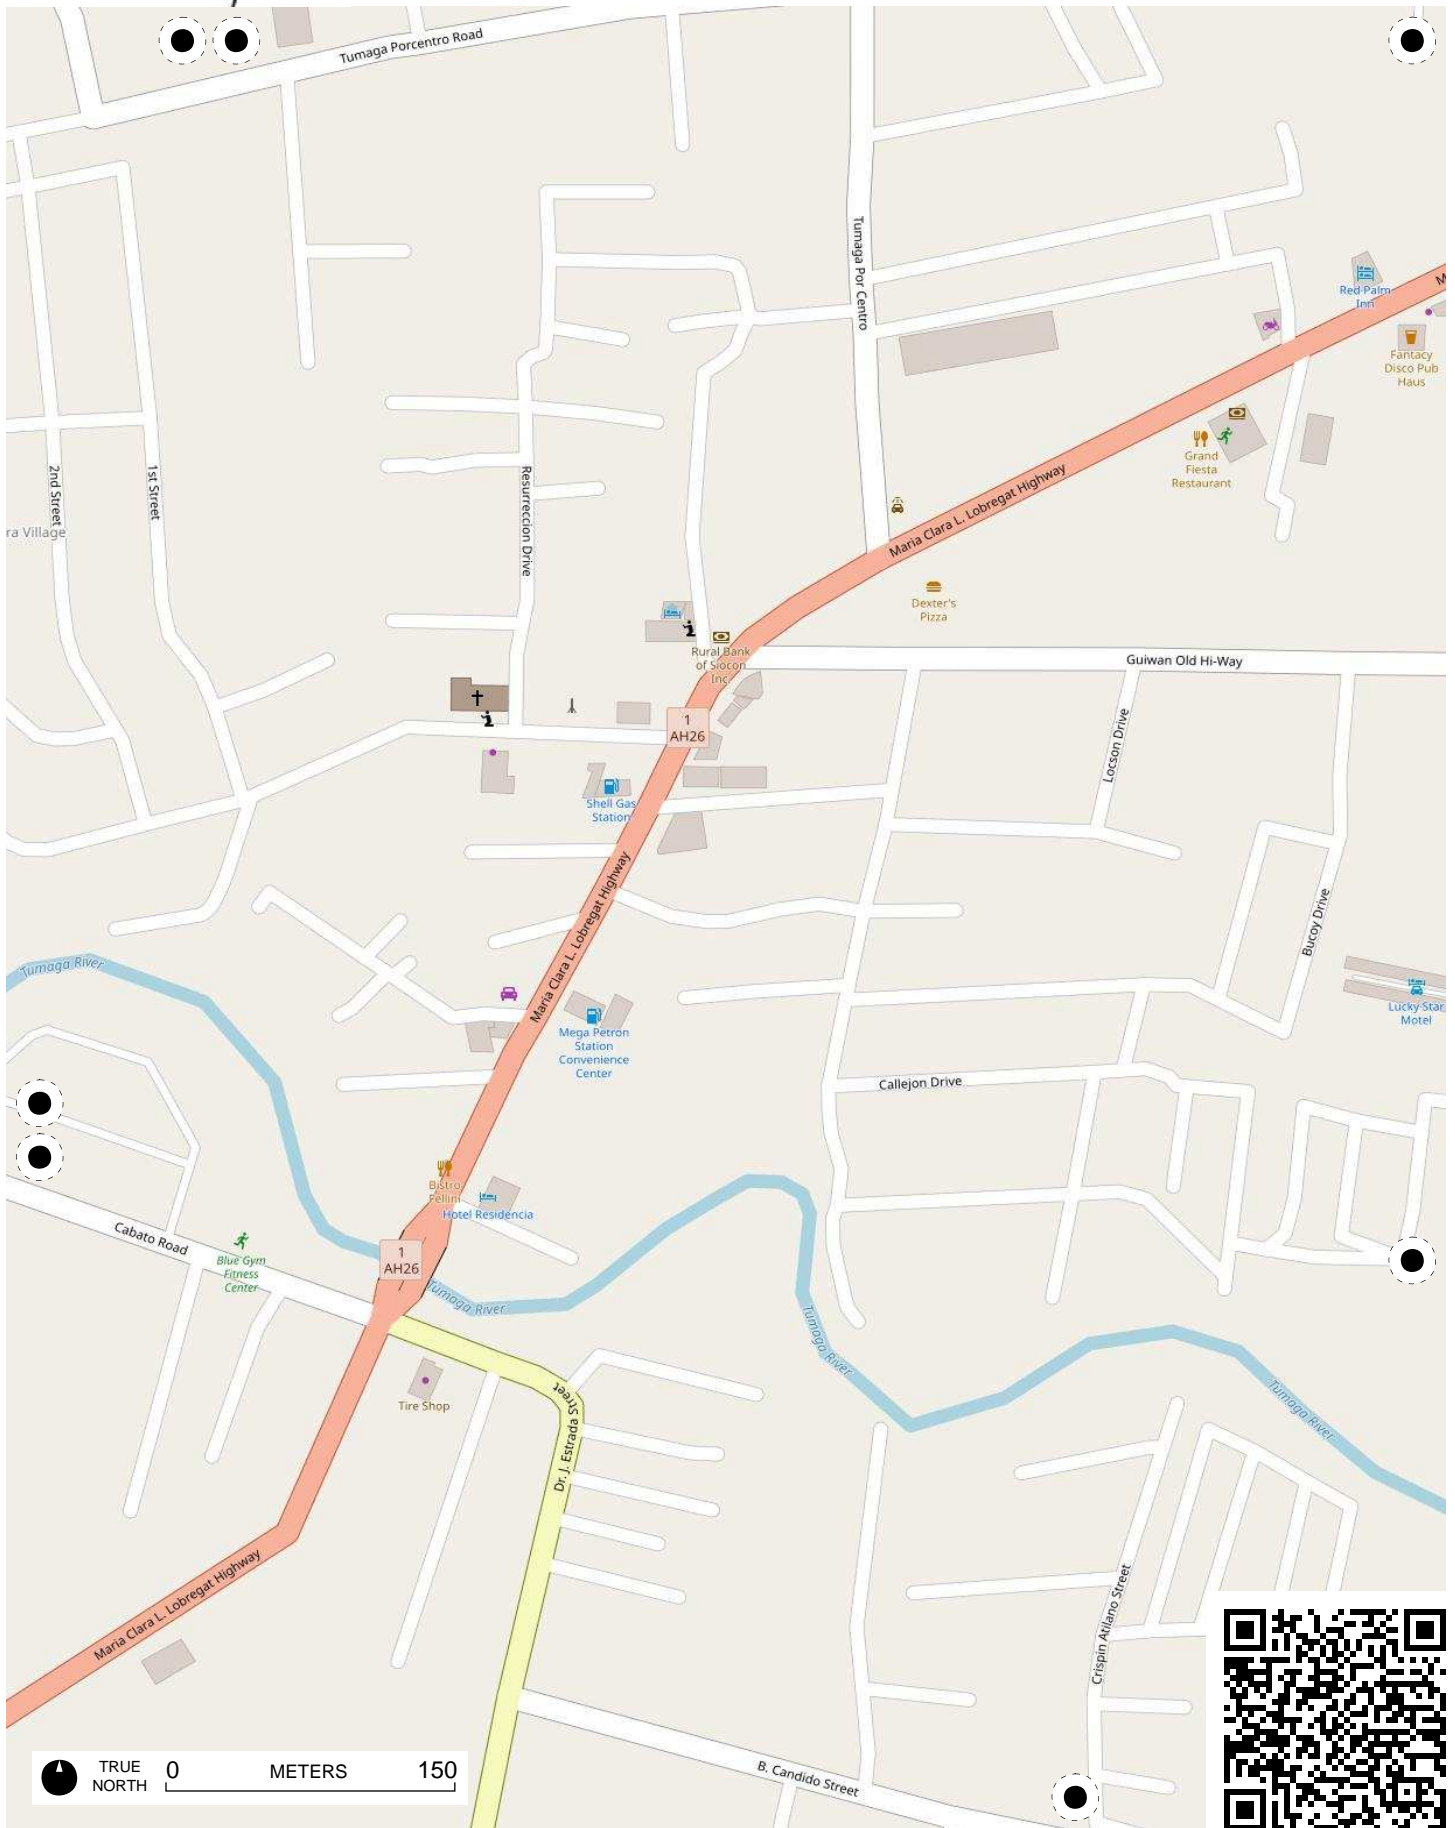 Tumaga Porcentro Road
Tumaga Por Centro
Red Palm
Inn
Fantacy
Disco Pub
Haus
Grand
Fiesta
Restaurant
Maria Clara L. Lobregat Highway
2nd Street
1st Street
Resurreccion Drive
ra Village
Dexter's
Pizza
Rural Bank
of Siocon
Inc
Guiwan Old Hi-Way
1
AH26
Locson Drive
Shell Gas
Station
Maria Clara L. Lobregat Highway
Bucoy Drive
Tumaga River
Lucky Star
Motel
Mega Petron
Station
Convenience
Center
Callejon Drive
Bistro
Fellini
Hotel Residencia
Cabato Road
Blue Gym
Fitness
Center
1
AH26
Tumaga River
Tumaga River
Tumaga River
Tire Shop
Dr. J. Estrada Street
Maria Clara L. Lobregat Highway
Crispin Atilano Street
B. Candido Street
TRUE
NORTH
0 METERS 150